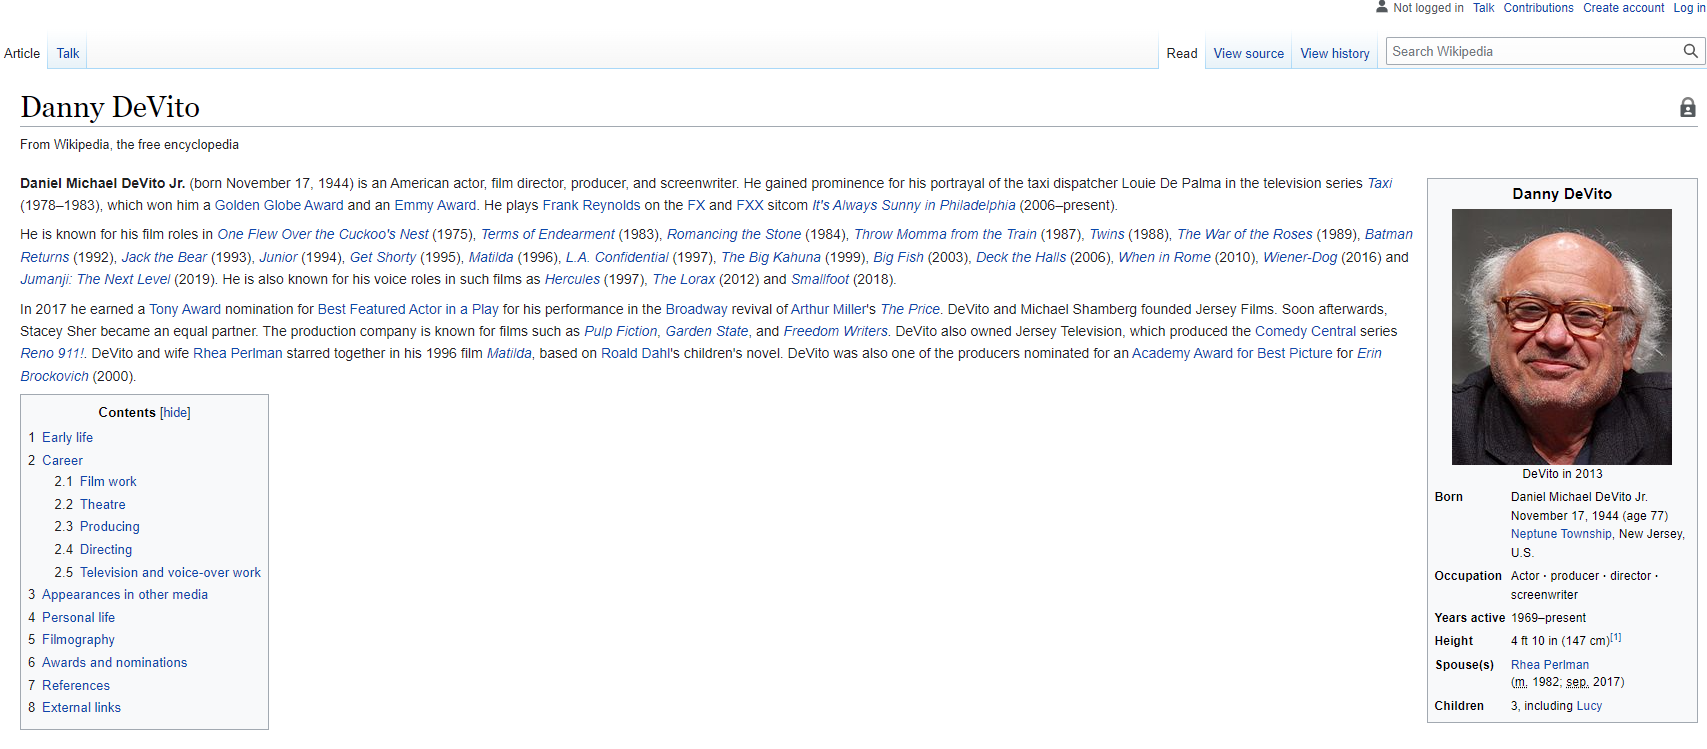 Not logged in Talk Contributions Create account Log in
Article Talk Read View source View history Search Wikipedia
Danny DeVito
From Wikipedia, the free encyclopedia
Daniel Michael DeVito Jr. (born November 17, 1944) is an American actor, film director, producer, and screenwriter. He gained prominence for his portrayal of the taxi dispatcher Louie De Palma in the television series Taxi
(1978–1983), which won him a Golden Globe Award and an Emmy Award. He plays Frank Reynolds on the FX and FXX sitcom It's Always Sunny in Philadelphia (2006–present).
He is known for his film roles in One Flew Over the Cuckoo's Nest (1975), Terms of Endearment (1983), Romancing the Stone (1984), Throw Momma from the Train (1987), Twins (1988), The War of the Roses (1989), Batman
Returns (1992), Jack the Bear (1993), Junior (1994), Get Shorty (1995), Matilda (1996), L.A. Confidential (1997), The Big Kahuna (1999), Big Fish (2003), Deck the Halls (2006), When in Rome (2010), Wiener-Dog (2016) and
Jumanji: The Next Level (2019). He is also known for his voice roles in such films as Hercules (1997), The Lorax (2012) and Smallfoot (2018).
In 2017 he earned a Tony Award nomination for Best Featured Actor in a Play for his performance in the Broadway revival of Arthur Miller's The Price. DeVito and Michael Shamberg founded Jersey Films. Soon afterwards,
Stacey Sher became an equal partner. The production company is known for films such as Pulp Fiction, Garden State, and Freedom Writers. DeVito also owned Jersey Television, which produced the Comedy Central series
Reno 911!. DeVito and wife Rhea Perlman starred together in his 1996 film Matilda, based on Roald Dahl's children's novel. DeVito was also one of the producers nominated for an Academy Award for Best Picture for Erin
Brockovich (2000).
Contents [hide]
1 Early life
2 Career
2.1 Film work
2.2 Theatre
2.3 Producing
2.4 Directing
2.5 Television and voice-over work
3 Appearances in other media
4 Personal life
5 Filmography
6 Awards and nominations
7 References
8 External links
Danny DeVito
DeVito in 2013
Born Daniel Michael DeVito Jr.
November 17, 1944 (age 77)
Neptune Township, New Jersey,
U.S.
Occupation Actor · producer · director ·
screenwriter
Years active 1969–present
Height 4 ft 10 in (147 cm)[1]
Spouse(s) Rhea Perlman
(m. 1982; sep. 2017)
Children 3, including Lucy